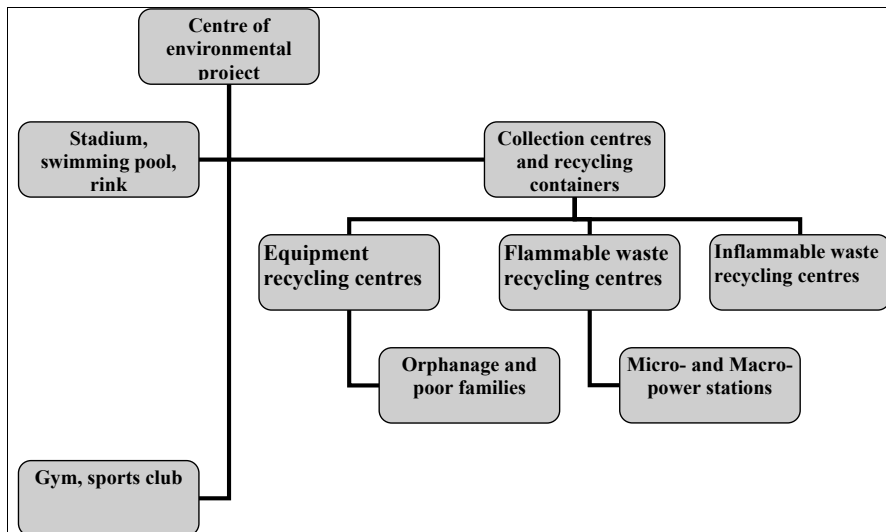 Centre of
environmental
project
Stadium,
swimming pool,
rink
Collection centres
and recycling
containers
Equipment
recycling centres
Flammable waste
recycling centres
Inflammable waste
recycling centres
Orphanage and
poor families
Micro- and Macro-
power stations
Gym, sports club